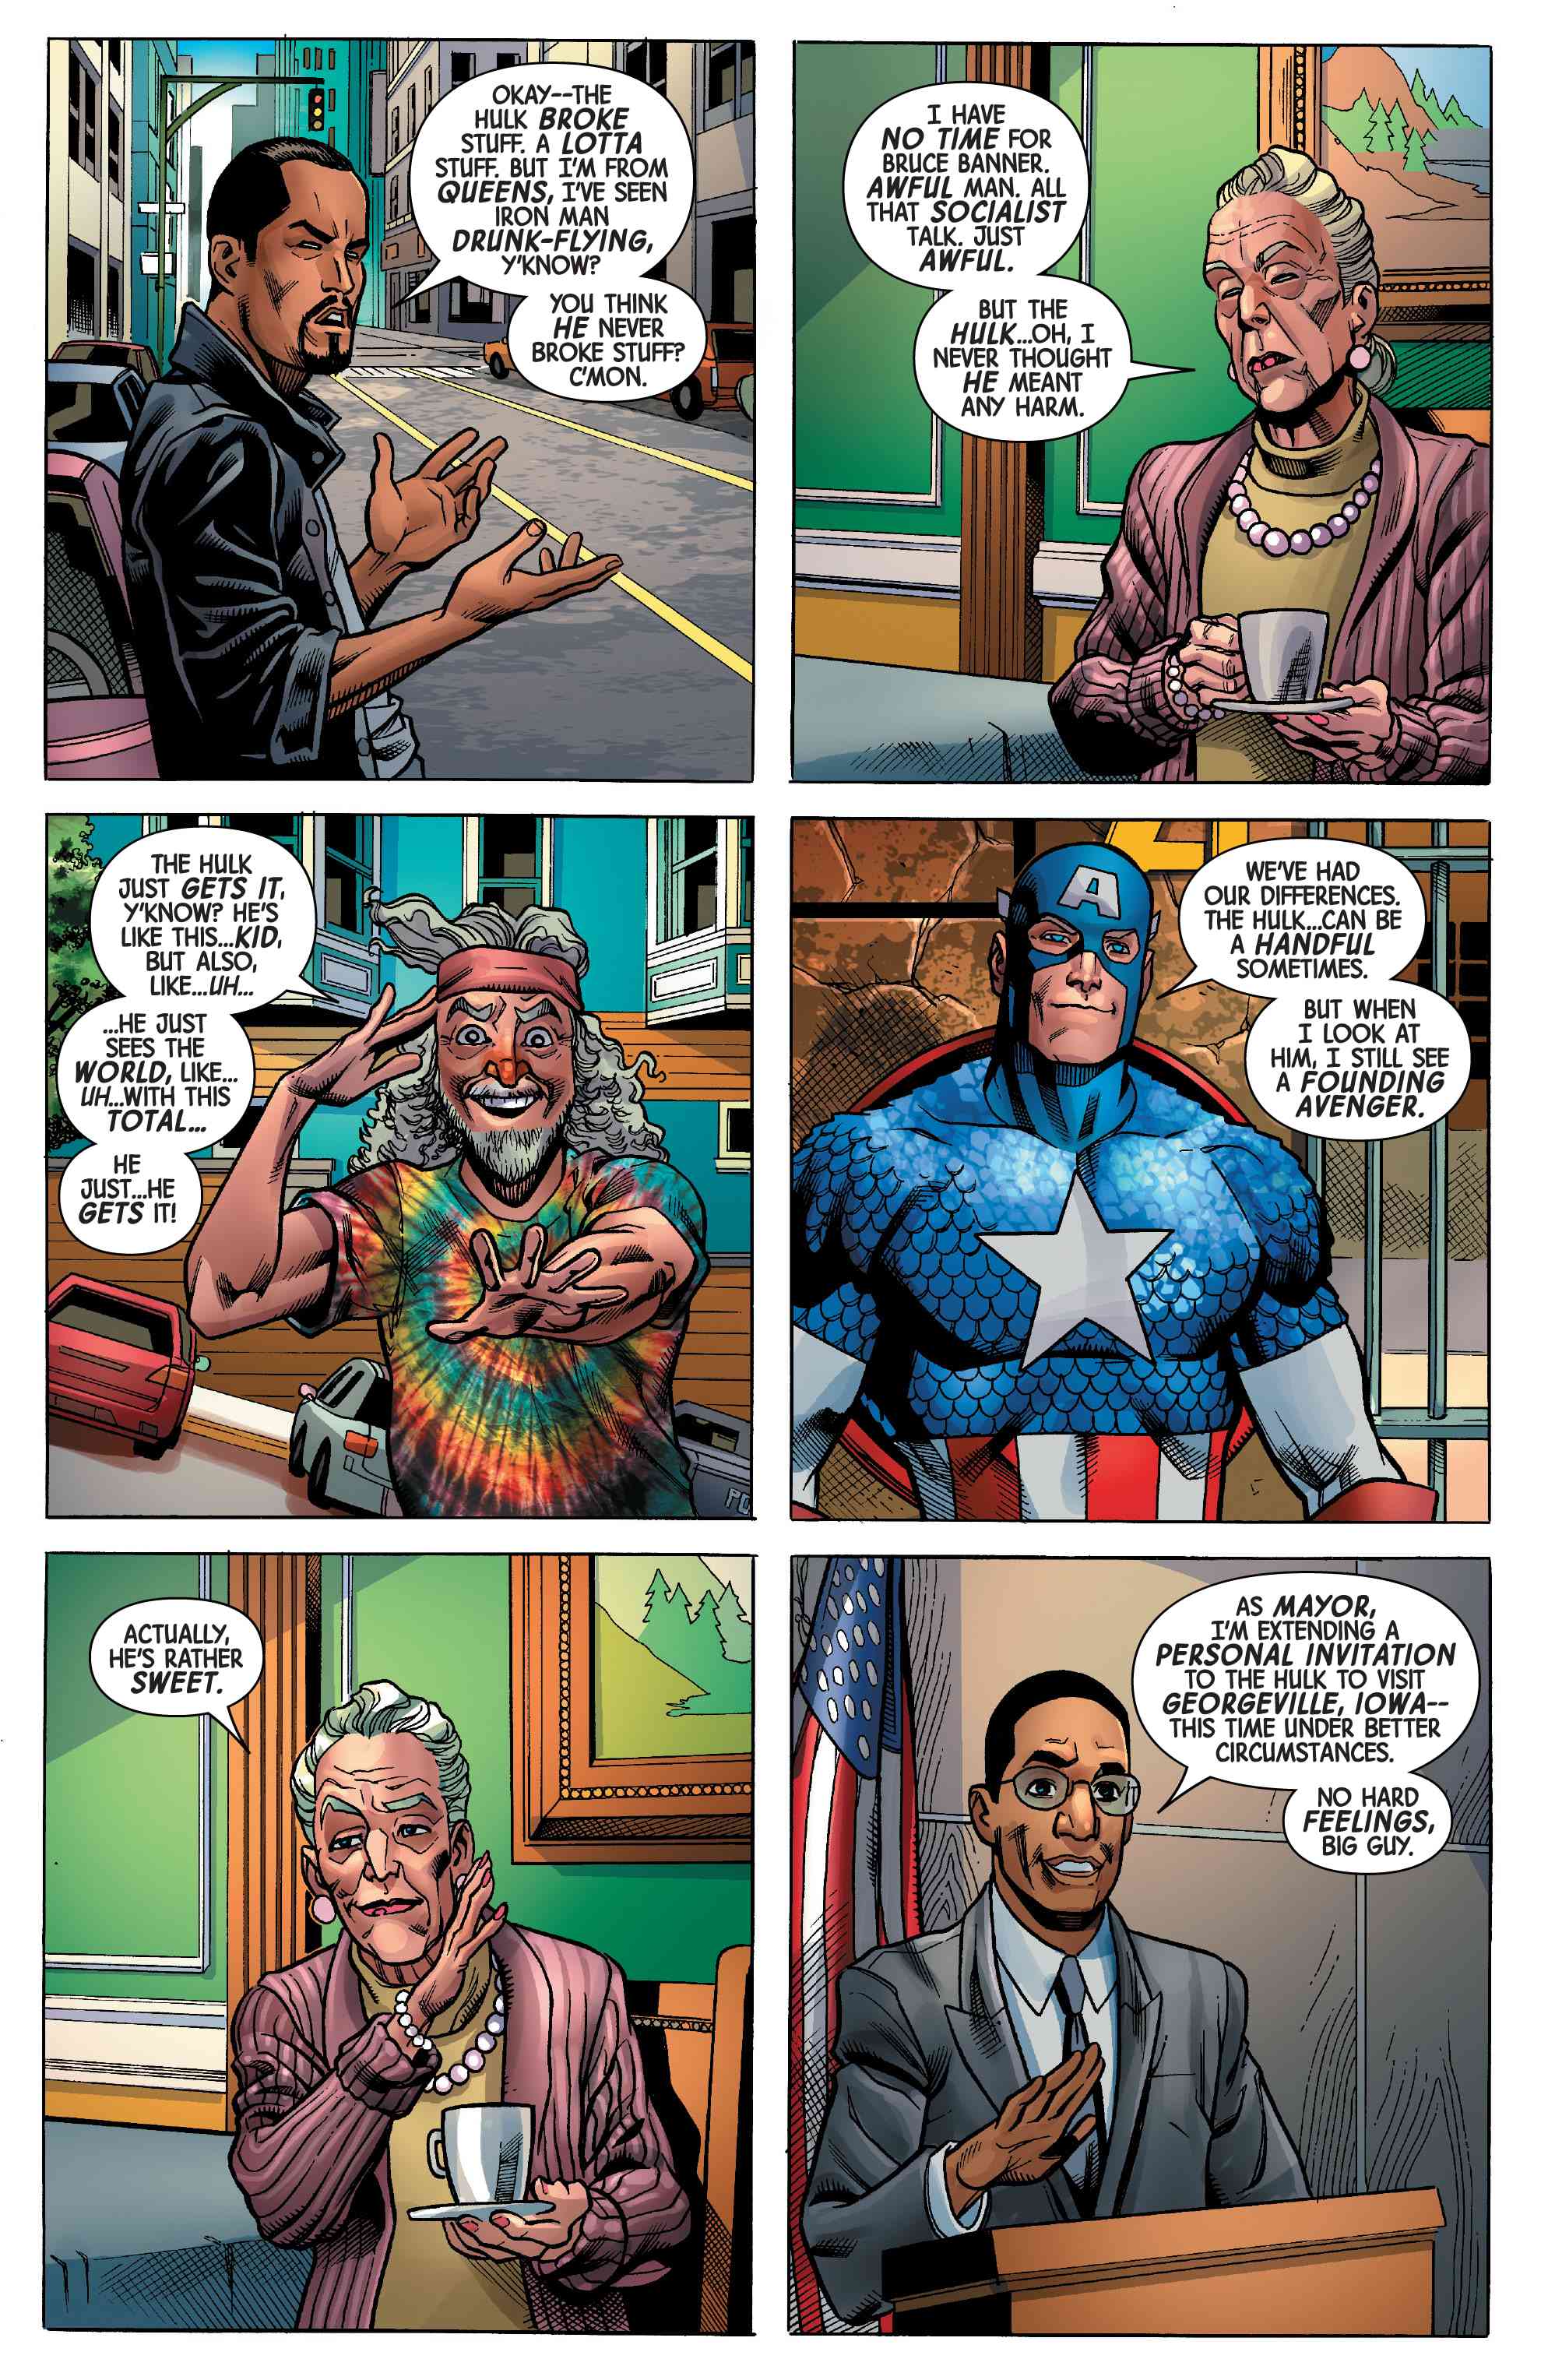 OKAY--THE
HULK BROKE
STUFF. A LOTTA
STUFF. BUT I'M FROM
QUEENS, I'VE SEEN
IRON MAN
DRUNK-FLYING,
Y'KNOW?
YOU THINK
HE NEVER
BROKE STUFF?
C'MON.
I HAVE
NO TIME FOR
BRUCE BANNER.
AWFUL MAN. ALL
THAT SOCIALIST
TALK. JUST
AWFUL.
BUT THE
HULK...OH, I
NEVER THOUGHT
HE MEANT
ANY HARM.
THE HULK
JUST GETS IT,
Y'KNOW? HE'S
LIKE THIS...KID,
BUT ALSO,
LIKE...UH...
...HE JUST
SEES THE
WORLD, LIKE...
UH...WITH THIS
TOTAL...
HE
JUST...HE
GETS IT!
PO
A
WE'VE HAD
OUR DIFFERENCES.
THE HULK...CAN BE
A HANDFUL
SOMETIMES.
BUT WHEN
I LOOK AT
HIM, I STILL SEE
A FOUNDING
AVENGER.
ACTUALLY,
HE'S RATHER
SWEET.
AS MAYOR,
I'M EXTENDING A
PERSONAL INVITATION
TO THE HULK TO VISIT
GEORGEVILLE, IOWA--
THIS TIME UNDER BETTER
CIRCUMSTANCES.
NO HARD
FEELINGS,
BIG GUY.